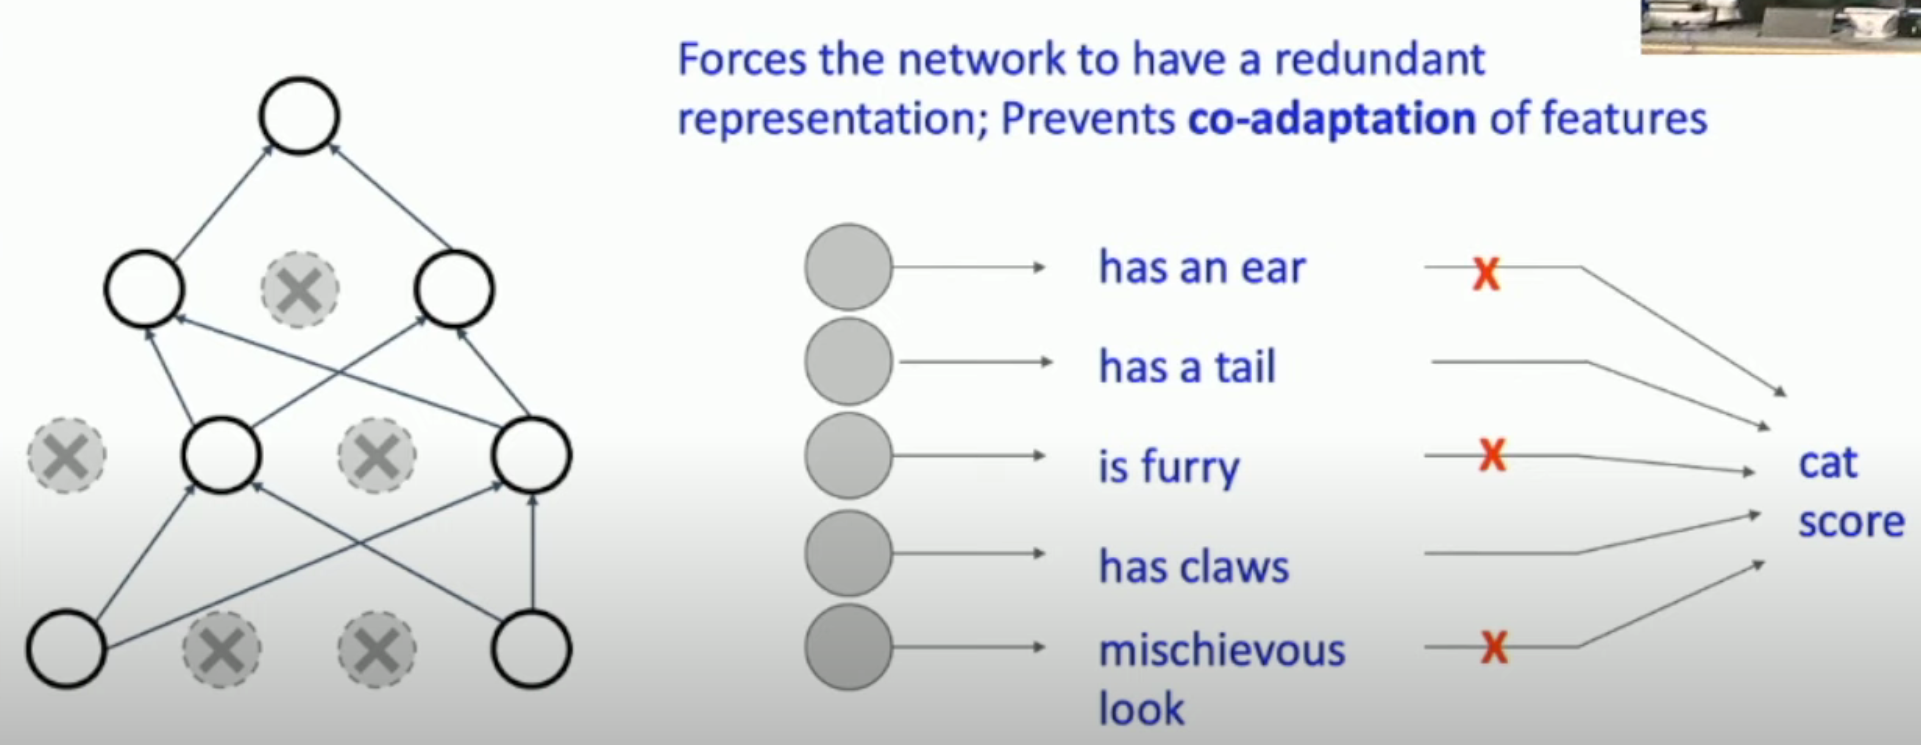 Forces the network to have a redundant
representation; Prevents co-adaptation of features
has an ear
X
has a tail
is furry
X
has claws
mischievous
look
X
cat
score